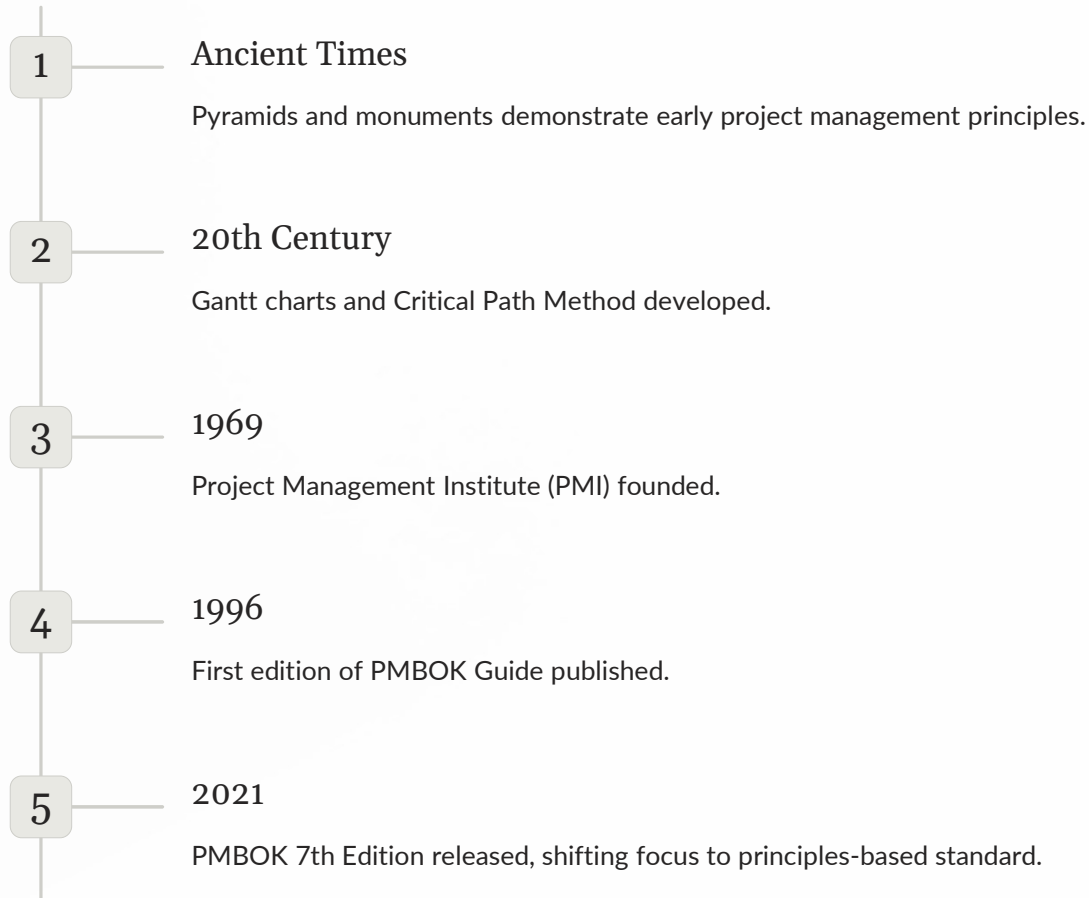 1
Ancient Times
Pyramids and monuments demonstrate early project management principles.
2
20th Century
Gantt charts and Critical Path Method developed.
3
1969
Project Management Institute (PMI) founded.
4
1996
First edition of PMBOK Guide published.
5
2021
PMBOK 7th Edition released, shifting focus to principles-based standard.